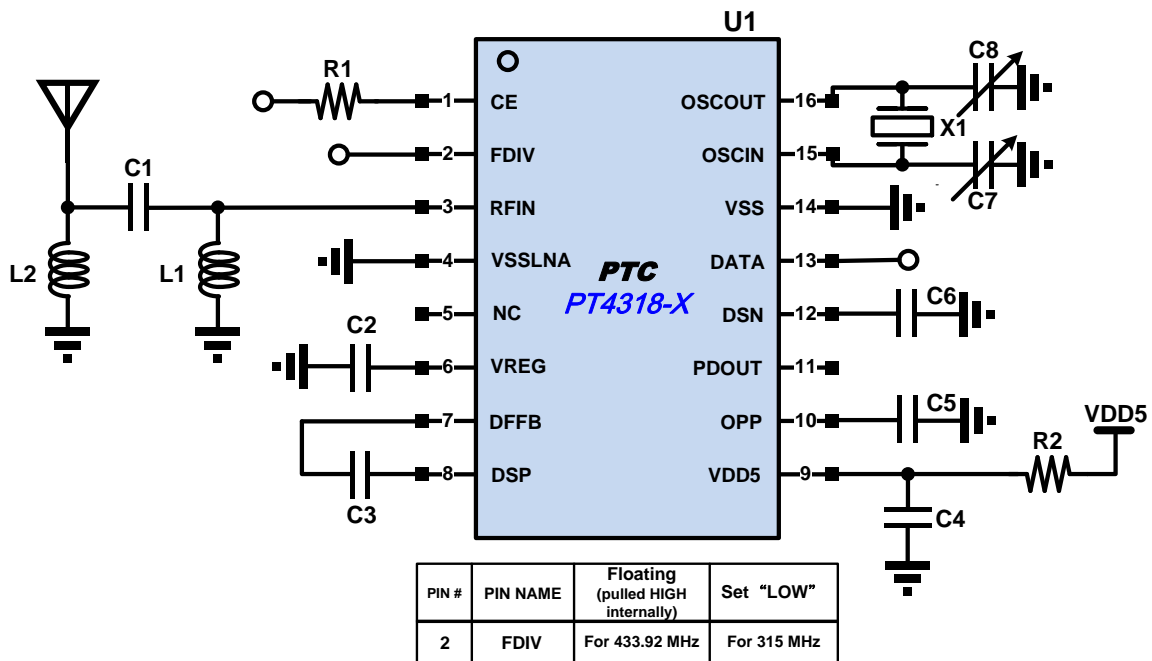 U1
R1
C8
1 CE
OSCOUT 16
X1
2 FDIV
OSCIN 15
C1
C7
3 RFIN
VSS 14
L2
L1
4 VSSLNA
DATA 13
PTC
PT4318-X
5 NC
DSN 12
C6
C2
6 VREG
PDOUT 11
7 DFFB
OPP 10
C5
VDD5
R2
8 DSP
VDD5 9
C3
C4
PIN # PIN NAME Floating (pulled HIGH internally) Set “LOW”
2 FDIV For 433.92 MHz For 315 MHz